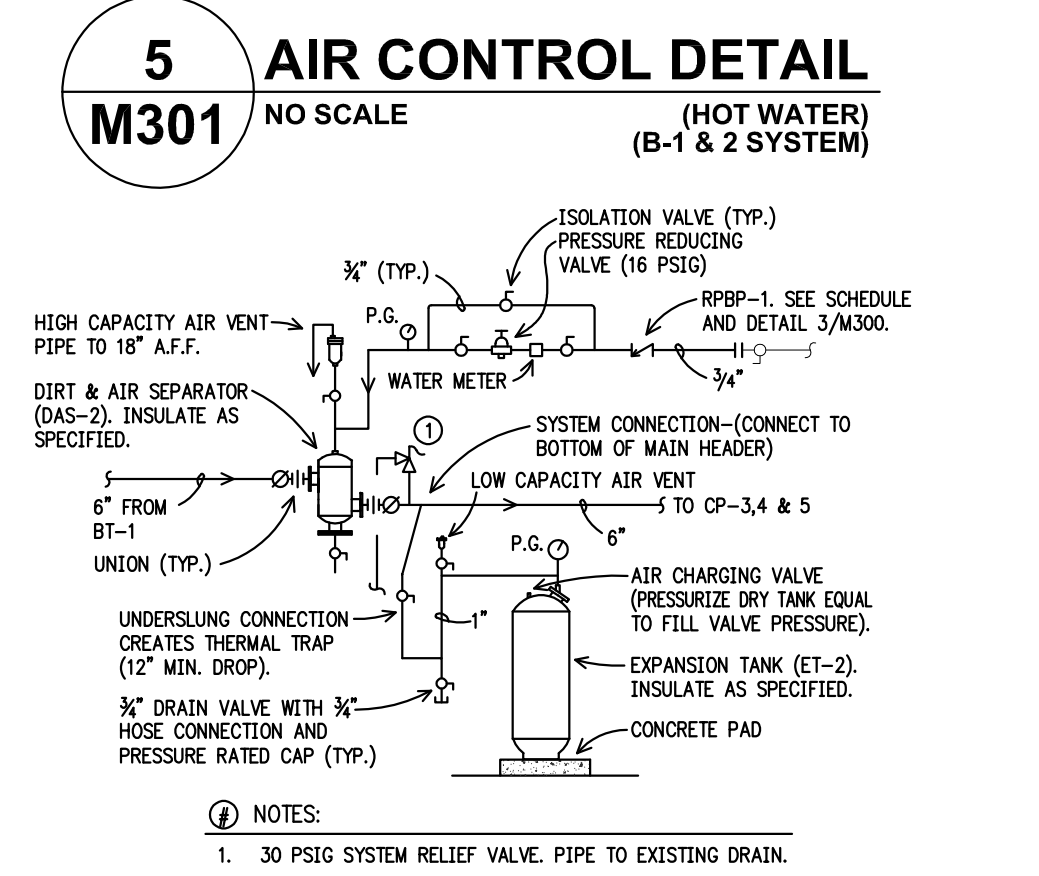 5
M301
AIR CONTROL DETAIL
NO SCALE
(HOT WATER)
(B-1 & 2 SYSTEM)
ISOLATION VALVE (TYP.)
PRESSURE REDUCING
VALVE (16 PSIG)
¾" (TYP.)
P.G.
RPBP-1. SEE SCHEDULE
AND DETAIL 3/M300.
HIGH CAPACITY AIR VENT
PIPE TO 18" A.F.F.
WATER METER
¾"
DIRT & AIR SEPARATOR
(DAS-2). INSULATE AS
SPECIFIED.
1
SYSTEM CONNECTION-(CONNECT TO
BOTTOM OF MAIN HEADER)
LOW CAPACITY AIR VENT
6" FROM
BT-1
TO CP-3,4 & 5
6"
UNION (TYP.)
P.G.
AIR CHARGING VALVE
(PRESSURIZE DRY TANK EQUAL
TO FILL VALVE PRESSURE).
UNDERSLUNG CONNECTION
CREATES THERMAL TRAP
(12" MIN. DROP).
1"
EXPANSION TANK (ET-2).
INSULATE AS SPECIFIED.
¾" DRAIN VALVE WITH ¾"
HOSE CONNECTION AND
PRESSURE RATED CAP (TYP.)
CONCRETE PAD
# NOTES:
1. 30 PSIG SYSTEM RELIEF VALVE. PIPE TO EXISTING DRAIN.